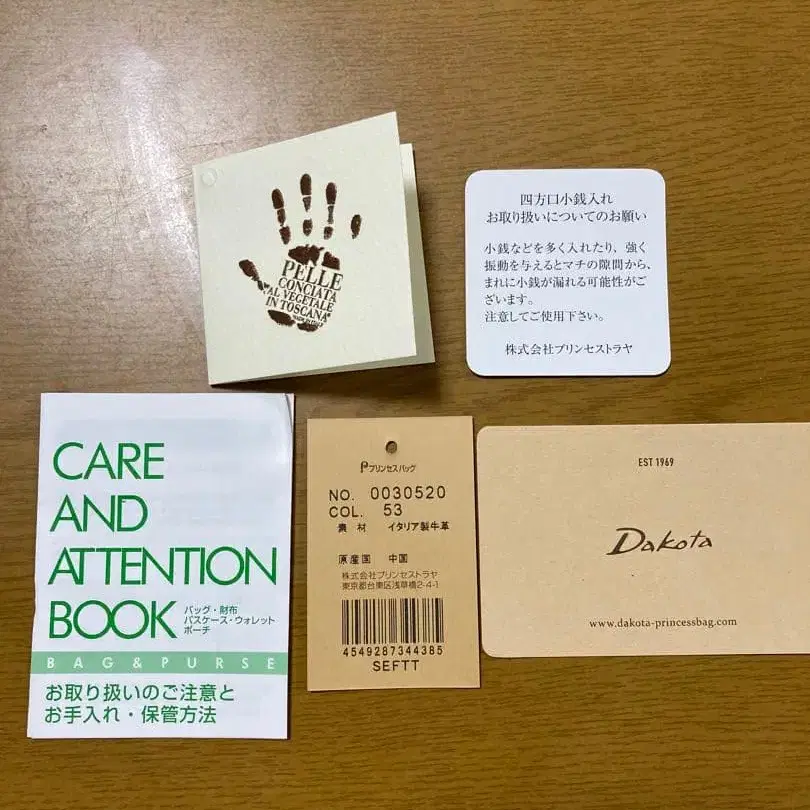 PELLE
CONCIATA
AL VEGETALE
IN TOSCANA
MADE IN ITALY
四方口小銭入れ
お取り扱いについてのお願い
小銭などを多く入れたり、強く
振動を与えるとマチの隙間から、
まれに小銭が漏れる可能性がご
ざいます。
注意してご使用下さい。
株式会社プリンセストラヤ
CARE
AND
ATTENTION
BOOK
バッグ・財布
パスケース・ウォレット
ポーチ
BAG & PURSE
お取り扱いのご注意と
お手入れ・保管方法
プリンセスバッグ
NO. 0030520
COL. 53
素材 イタリア製牛革
原産国 中国
株式会社プリンセストラヤ
東京都台東区浅草橋2-4-1
4549287344385
SEFTT
EST 1969
Dakota
www.dakota-princessbag.com